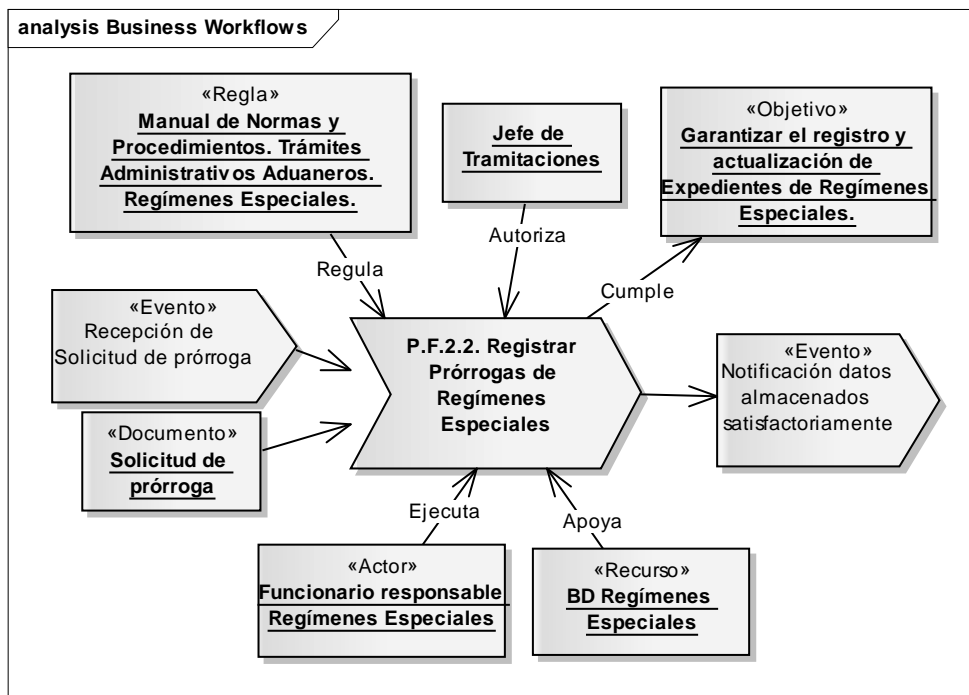 analysis Business Workflows
«Regla»
Manual de Normas y
Procedimientos. Trámites
Administrativos Aduaneros.
Regímenes Especiales.
Jefe de
Tramitaciones
«Objetivo»
Garantizar el registro y
actualización de
Expedientes de Regímenes
Especiales.
Regula
Autoriza
Cumple
«Evento»
Recepción de
Solicitud de prórroga
P.F.2.2. Registrar
Prórrogas de
Regímenes
Especiales
«Evento»
Notificación datos
almacenados
satisfactoriamente
«Documento»
Solicitud de
prórroga
Ejecuta
Apoya
«Actor»
Funcionario responsable
Regímenes Especiales
«Recurso»
BD Regímenes
Especiales